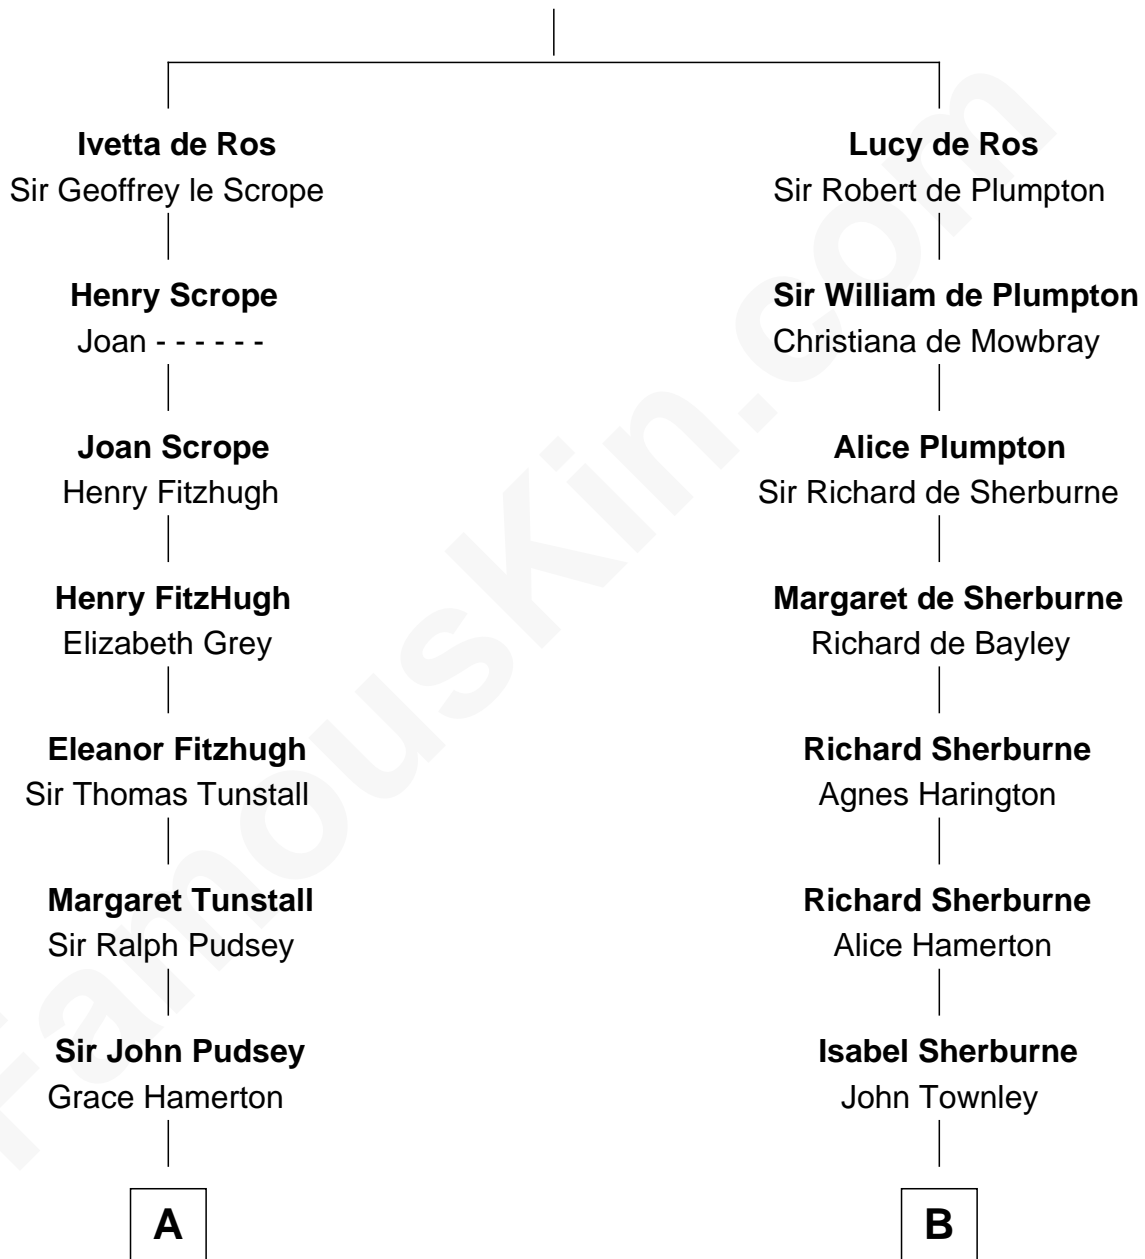 Ivetta de Ros
Sir Geoffrey le Scrope
Henry Scrope
Joan - - - - - -
Joan Scrope
Henry Fitzhugh
Henry FitzHugh
Elizabeth Grey
Eleanor Fitzhugh
Sir Thomas Tunstall
Margaret Tunstall
Sir Ralph Pudsey
Sir John Pudsey
Grace Hamerton
A
Lucy de Ros
Sir Robert de Plumpton
Sir William de Plumpton
Christiana de Mowbray
Alice Plumpton
Sir Richard de Sherburne
Margaret de Sherburne
Richard de Bayley
Richard Sherburne
Agnes Harington
Richard Sherburne
Alice Hamerton
Isabel Sherburne
John Townley
B
FamousKin.com